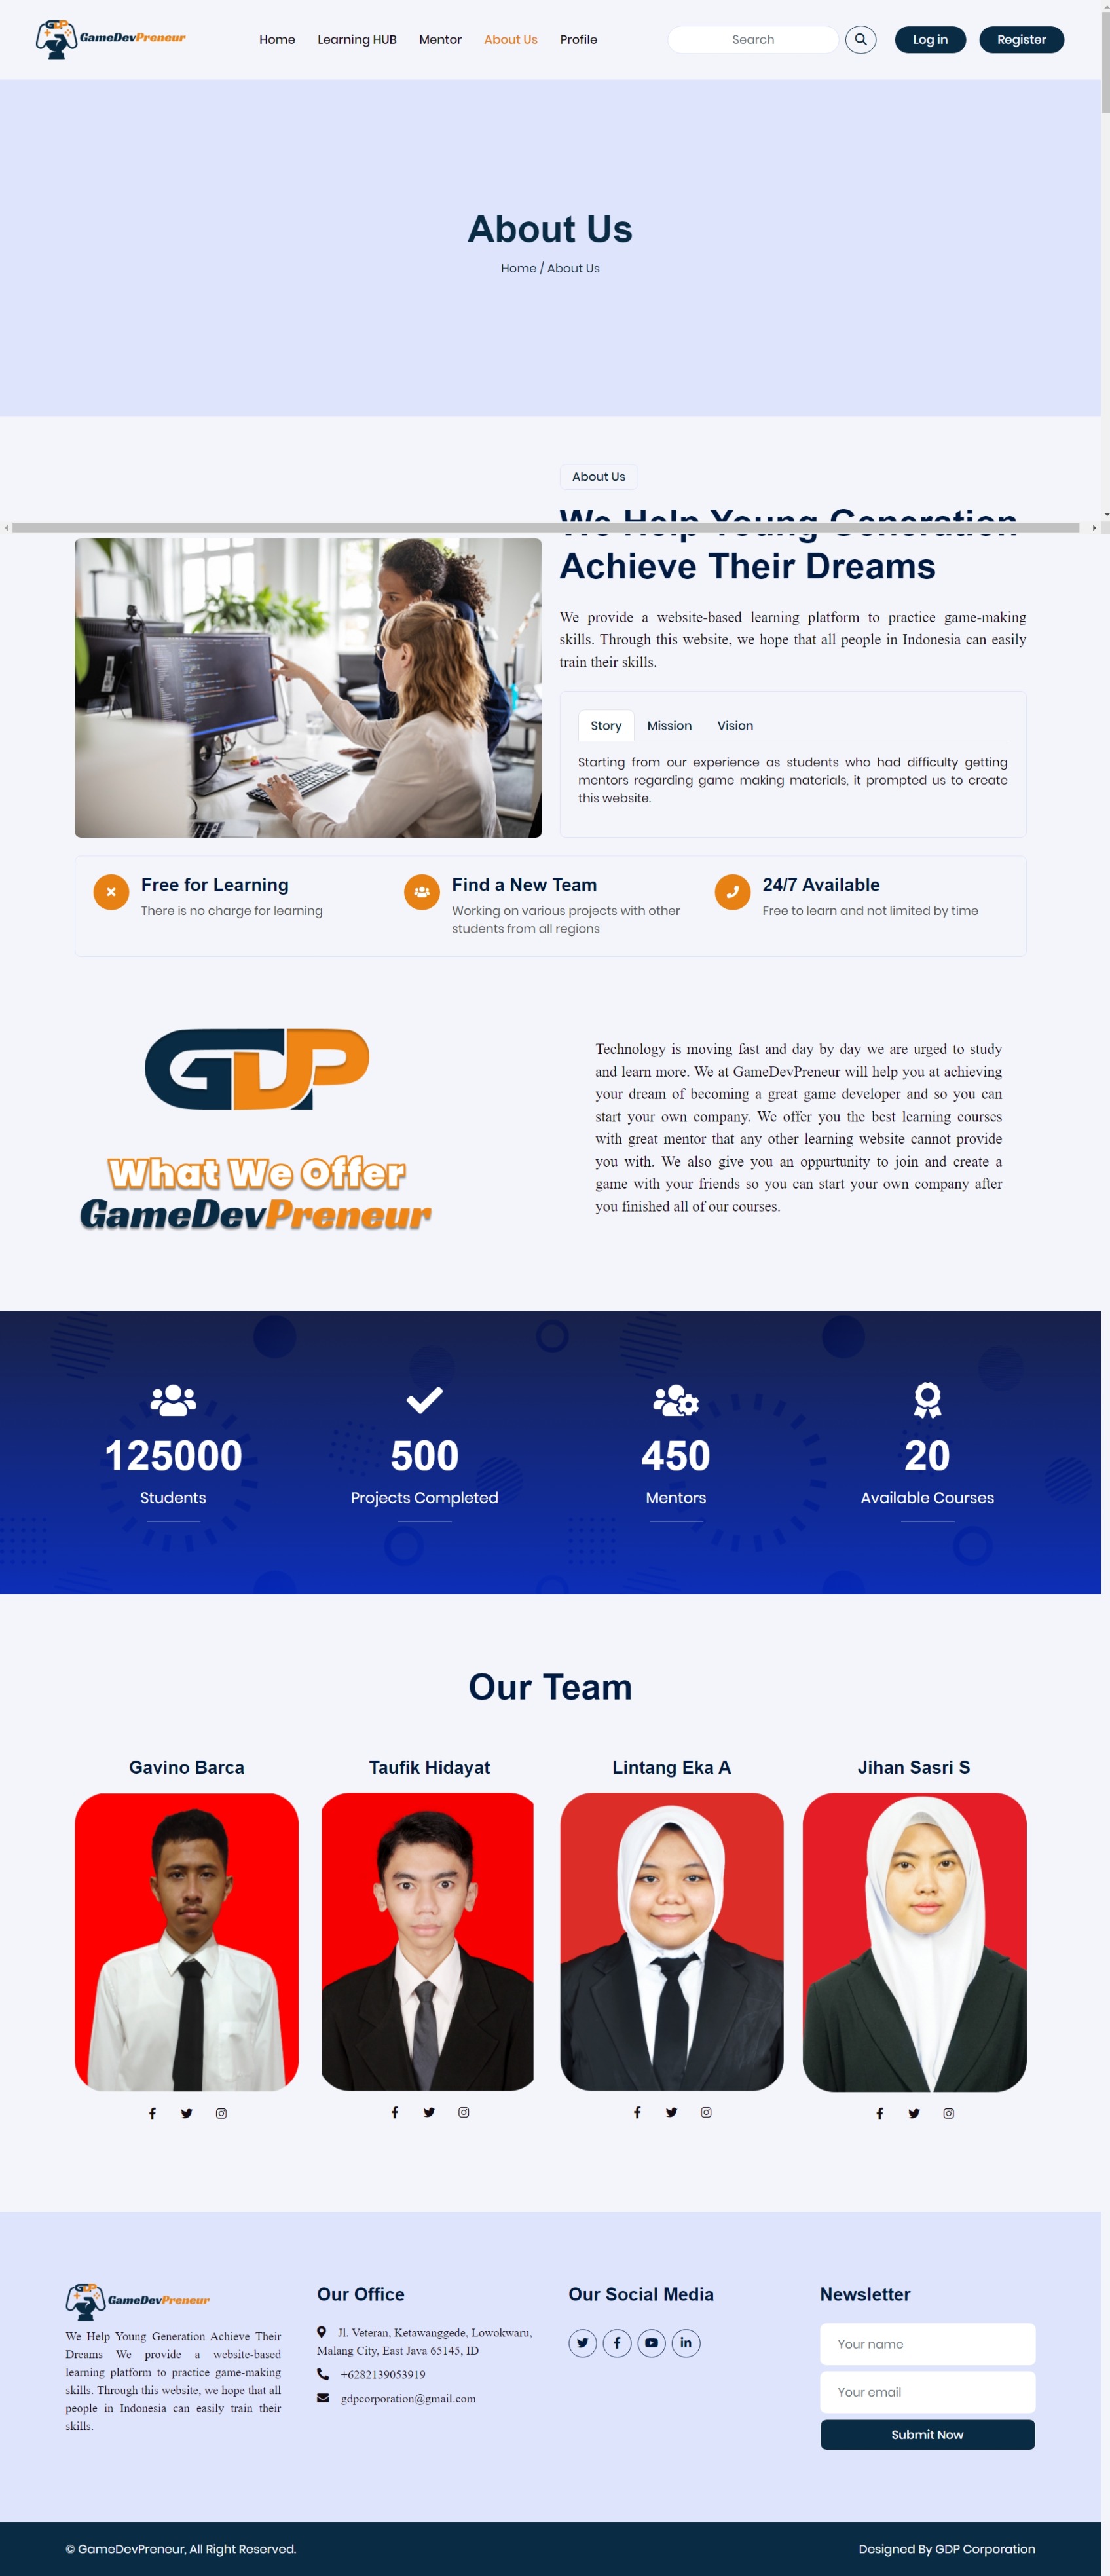 GDP
GameDevPreneur
Home Learning HUB Mentor About Us Profile
Search
Log in
Register
About Us
Home / About Us
About Us
We Help Young Generation
Achieve Their Dreams
We provide a website-based learning platform to practice game-making
skills. Through this website, we hope that all people in Indonesia can easily
train their skills.
Story Mission Vision
Starting from our experience as students who had difficulty getting
mentors regarding game making materials, it prompted us to create
this website.
Free for Learning
There is no charge for learning
Find a New Team
Working on various projects with other
students from all regions
24/7 Available
Free to learn and not limited by time
GDP
What We Offer
GameDevPreneur
Technology is moving fast and day by day we are urged to study
and learn more. We at GameDevPreneur will help you at achieving
your dream of becoming a great game developer and so you can
start your own company. We offer you the best learning courses
with great mentor that any other learning website cannot provide
you with. We also give you an oppurtunity to join and create a
game with your friends so you can start your own company after
you finished all of our courses.
125000
Students
500
Projects Completed
450
Mentors
20
Available Courses
Our Team
Gavino Barca
Taufik Hidayat
Lintang Eka A
Jihan Sasri S
GDP
GameDevPreneur
We Help Young Generation Achieve Their
Dreams We provide a website-based
learning platform to practice game-making
skills. Through this website, we hope that all
people in Indonesia can easily train their
skills.
Our Office
Jl. Veteran, Ketawanggede, Lowokwaru,
Malang City, East Java 65145, ID
+6282139053919
gdpcorporation@gmail.com
Our Social Media
Newsletter
Your name
Your email
Submit Now
© GameDevPreneur, All Right Reserved.
Designed By GDP Corporation